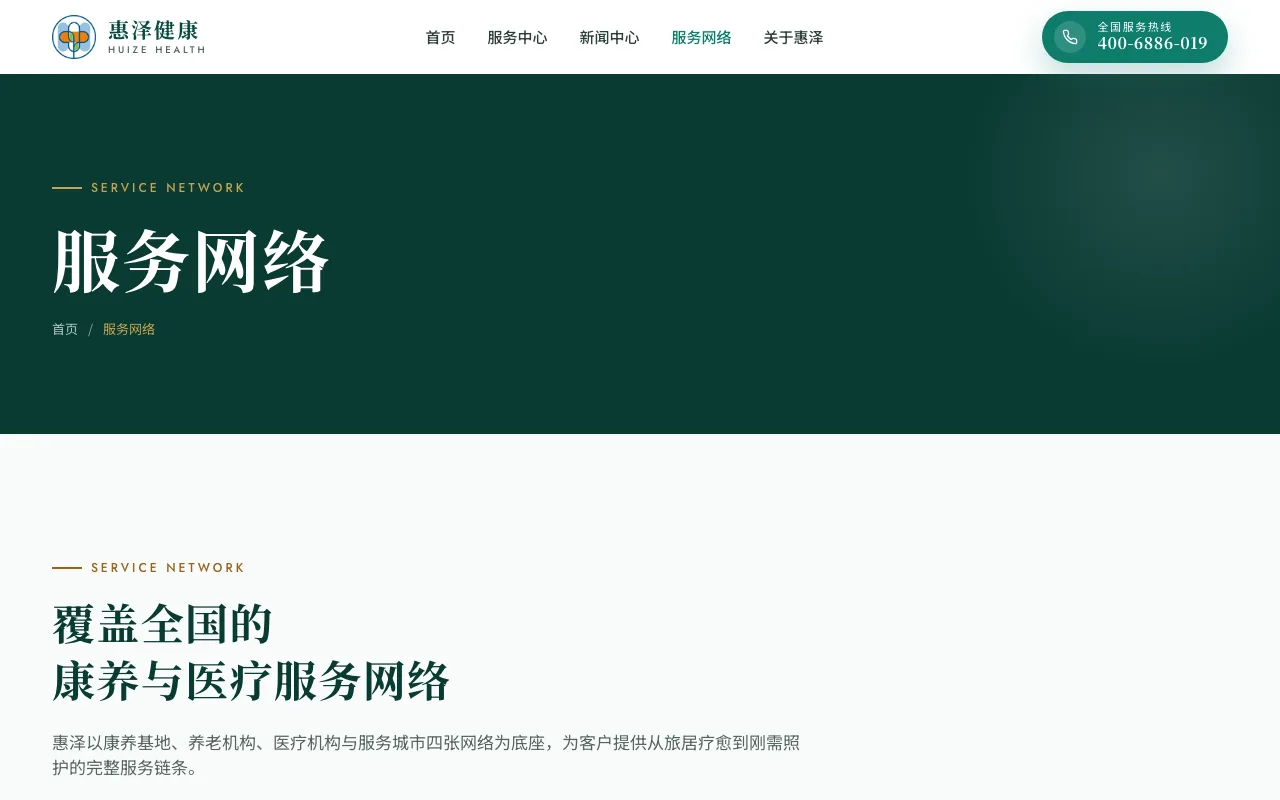 惠泽健康
HUIZE HEALTH
首页 服务中心 新闻中心 服务网络 关于惠泽
全国服务热线
400-6886-019
SERVICE NETWORK
服务网络
首页 / 服务网络
SERVICE NETWORK
覆盖全国的
康养与医疗服务网络
惠泽以康养基地、养老机构、医疗机构与服务城市四张网络为底座，为客户提供从旅居疗愈到刚需照
护的完整服务链条。